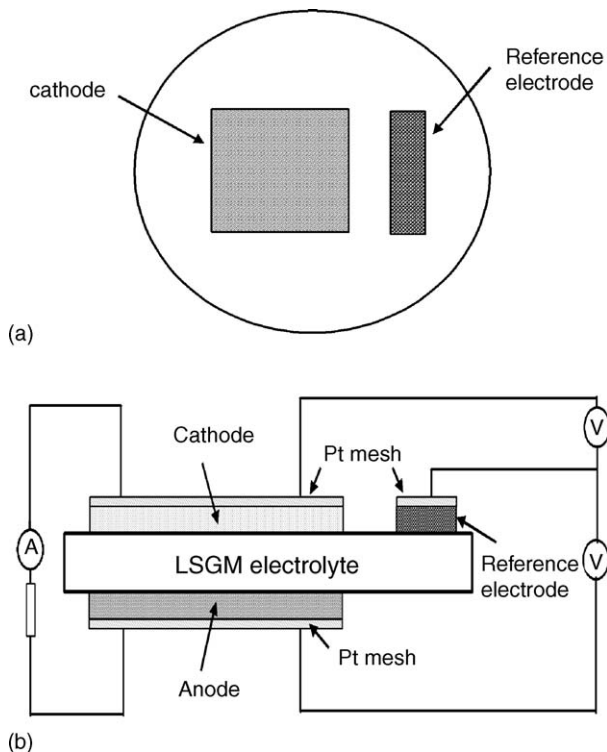 Reference
electrode
cathode
(a)
Cathode
Pt mesh
V
A
LSGM electrolyte
V
Reference
electrode
Anode
Pt mesh
(b)